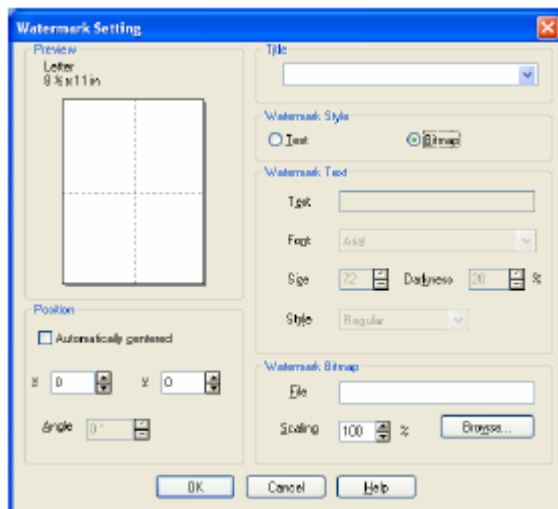 Watermark Setting
Preview
Letter
8 ½ x 11 in
Title
Watermark Style
Text
Bitmap
Watermark Text
Text
Font
Arial
Size
72
Darkness
20
%
Style
Regular
Position
Automatically centered
X
0
Y
0
Angle
0 °
Watermark Bitmap
File
Scaling
100
%
Browse...
OK
Cancel
Help